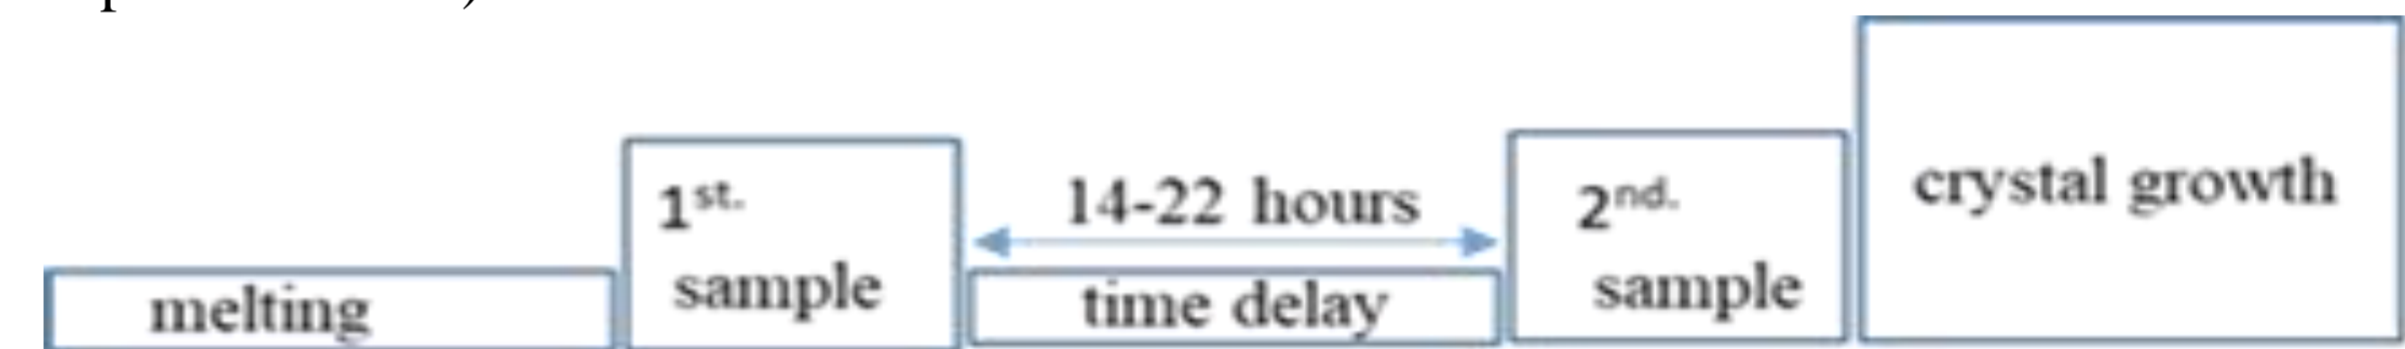 melting
1st.
sample
14-22 hours
time delay
2nd.
sample
crystal growth